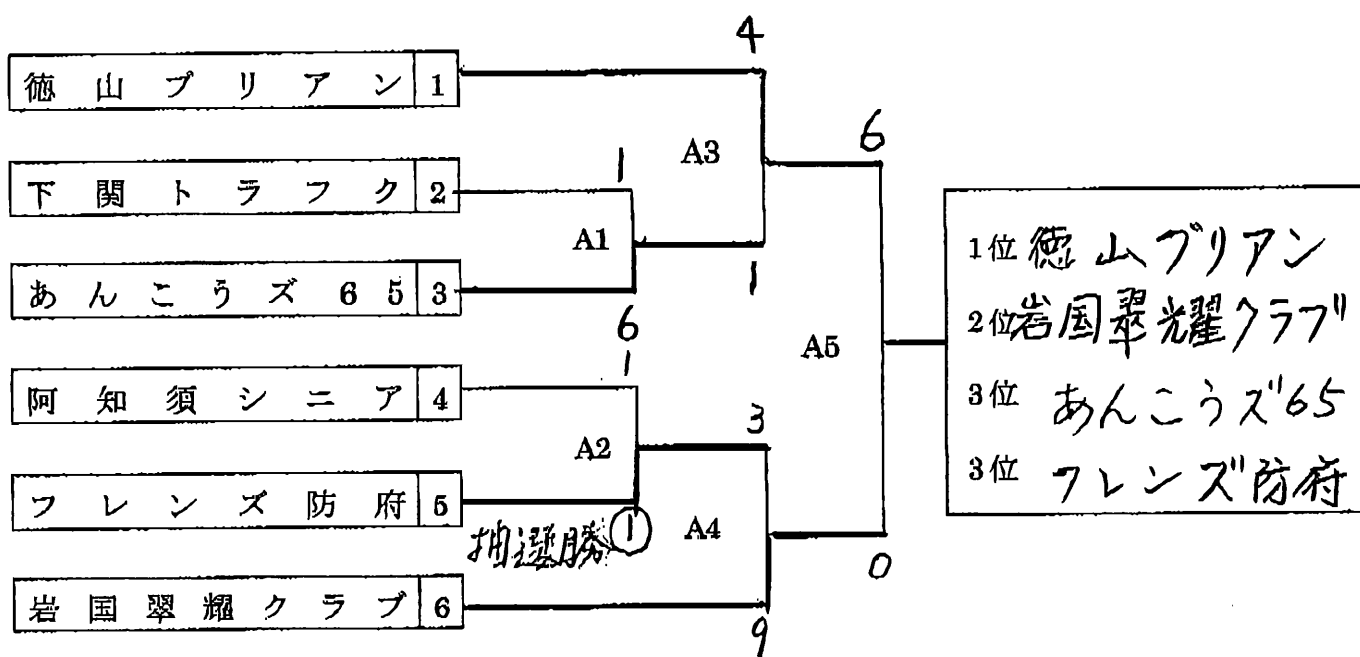 4
徳山ブリアン 1
6
A3
1
下関トラフク 2
A1
1位 徳山ブリアン
あんこうズ65 3
1
6
2位 岩国翠光耀クラブ
A5
1
阿知須シニア 4
3
3位 あんこうズ65
A2
3位 フレンズ防府
フレンズ防府 5
抽選勝 ①
A4
0
岩国翠耀クラブ 6
9